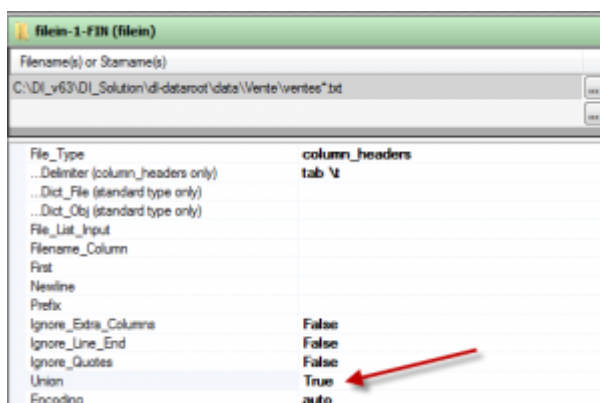 filein-1-FIN (filein)
Filename(s) or Starname(s)
C:\DI_v63\DI_Solution\dl-dataroot\data\Vente\ventes*.txt
...
...
File_Type column_headers
...Delimiter (column_headers only) tab \t
...Dict_File (standard type only)
...Dict_Obj (standard type only)
File_List_Input
Filename_Column
First
Newline
Prefix
Ignore_Extra_Columns False
Ignore_Line_End False
Ignore_Quotes False
Union True
Encoding auto